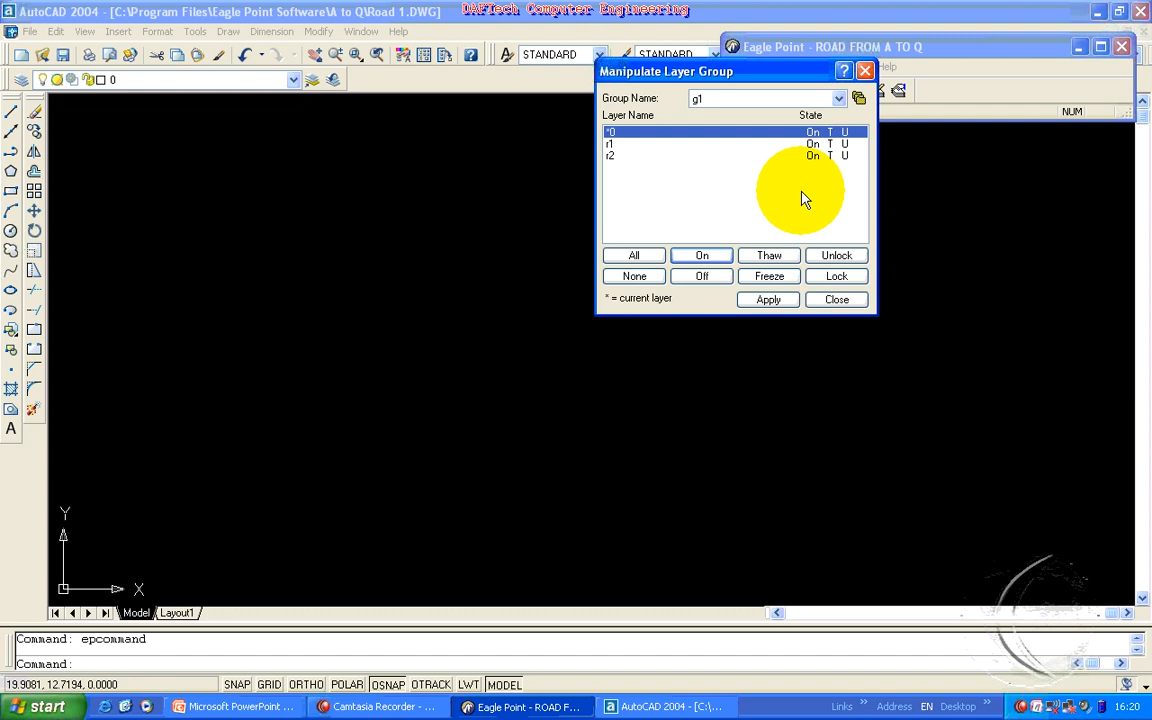 AutoCAD 2004 - [C:\Program Files\Eagle Point Software\A to Q\Road 1.DWG]
DAFTech Computer Engineering
File Edit View Insert Format Tools Draw Dimension Modify Window Help
STANDARD
STANDARD
Eagle Point - ROAD FROM A TO Q
Help
0
NUM
Manipulate Layer Group
Group Name: g1
Layer Name State
*0 On T U
r1 On T U
r2 On T U
All On Thaw Unlock
None Off Freeze Lock
* = current layer Apply Close
Y
X
Model Layout1
Command: epcommand
Command:
19.9081, 12.7194, 0.0000 SNAP GRID ORTHO POLAR OSNAP OTRACK LWT MODEL
start Microsoft PowerPoint ... Camtasia Recorder - ... Eagle Point - ROAD F... AutoCAD 2004 - [C:\... Links » Address EN Desktop » 16:20